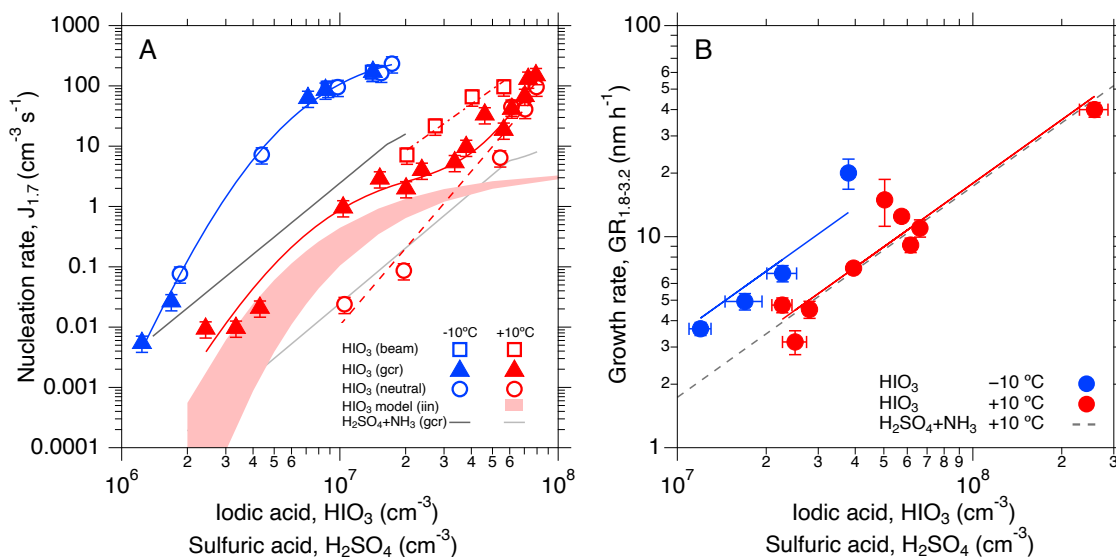 A
Nucleation rate, J1.7 (cm-3 s-1)
1000
100
10
1
0.1
0.01
0.001
0.0001
-10ºC +10ºC
HIO3 (beam)
HIO3 (gcr)
HIO3 (neutral)
HIO3 model (iin)
H2SO4+NH3 (gcr)
10^6 2 3 4 5 6 10^7 2 3 4 5 6 10^8
Iodic acid, HIO3 (cm-3)
Sulfuric acid, H2SO4 (cm-3)
B
Growth rate, GR1.8-3.2 (nm h-1)
6
5
4
3
2
10
6
5
4
3
2
1
HIO3 −10 ºC
HIO3 +10 ºC
H2SO4+NH3 +10 ºC
10^7 2 3 4 5 6 7 8 9 10^8 2 3
Iodic acid, HIO3 (cm-3)
Sulfuric acid, H2SO4 (cm-3)